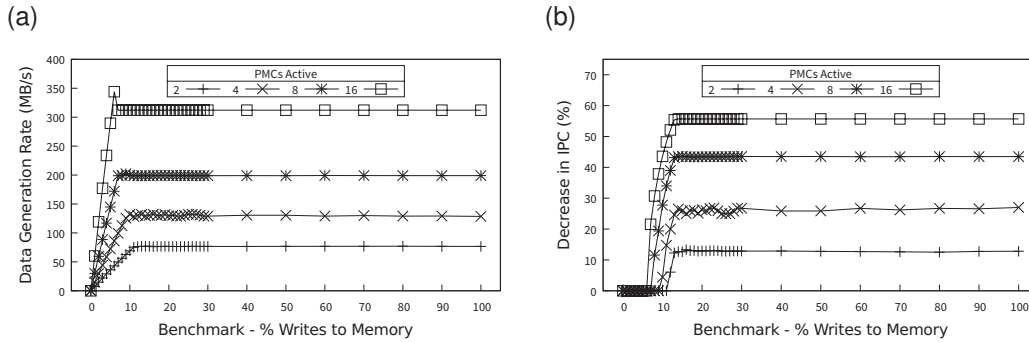 (a)
(b)
Data Generation Rate (MB/s)
400
350
300
250
200
150
100
50
0
PMCs Active
2 4 8 16
0 10 20 30 40 50 60 70 80 90 100
Benchmark - % Writes to Memory
Decrease in IPC (%)
70
60
50
40
30
20
10
0
PMCs Active
2 4 8 16
0 10 20 30 40 50 60 70 80 90 100
Benchmark - % Writes to Memory